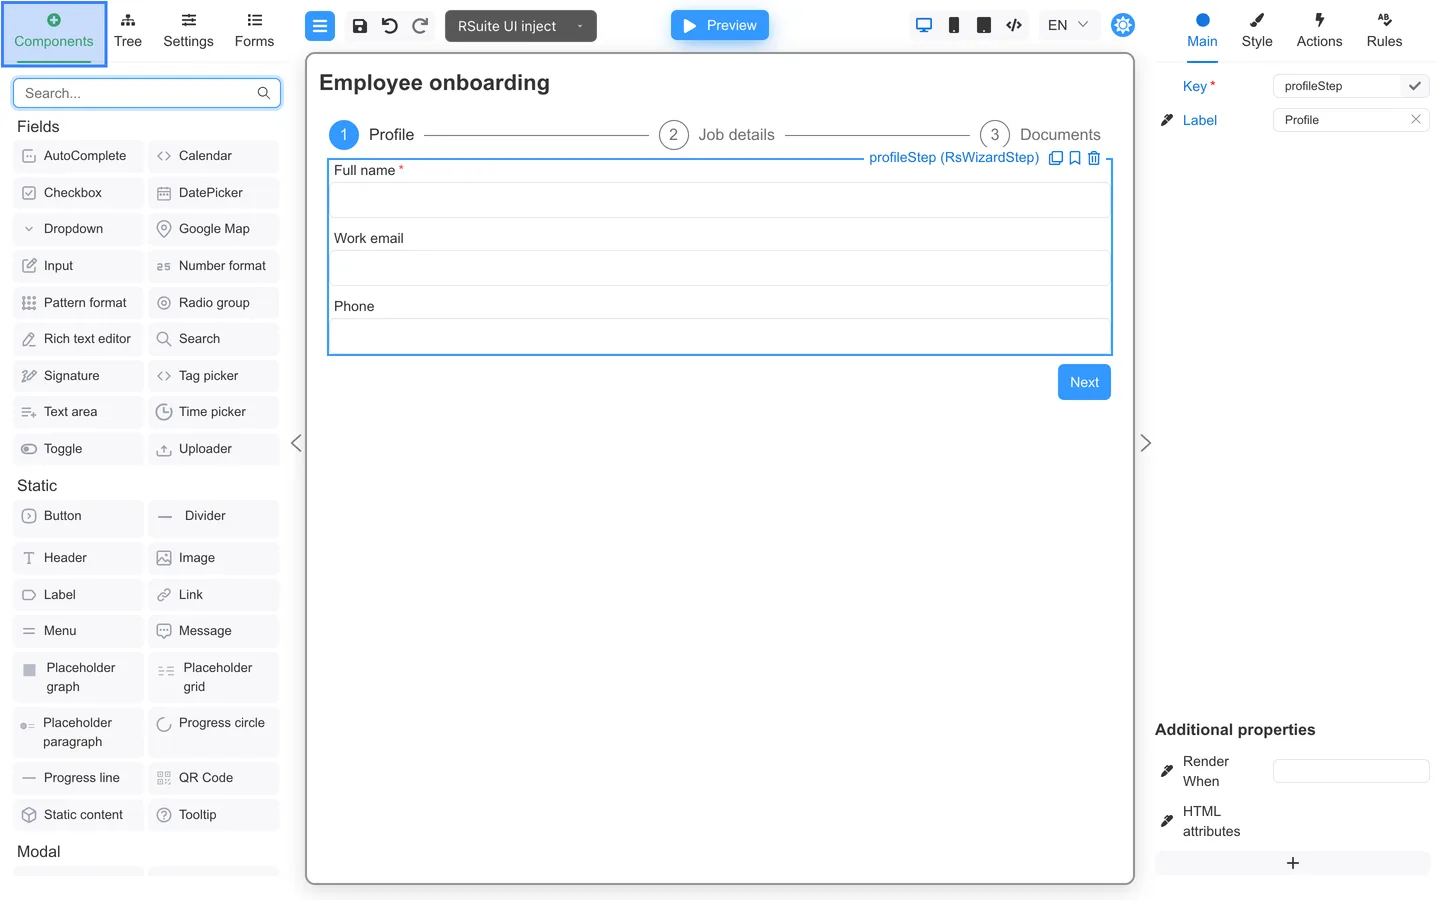 Components
Tree
Settings
Forms
RSuite UI inject
Preview
EN
Main
Style
Actions
Rules
Search...
Fields
AutoComplete
Calendar
Checkbox
DatePicker
Dropdown
Google Map
Input
Number format
Pattern format
Radio group
Rich text editor
Search
Signature
Tag picker
Text area
Time picker
Toggle
Uploader
Static
Button
Divider
Header
Image
Label
Link
Menu
Message
Placeholder
graph
Placeholder
grid
Placeholder
paragraph
Progress circle
Progress line
QR Code
Static content
Tooltip
Modal
Employee onboarding
1 Profile
2 Job details
3 Documents
profileStep (RsWizardStep)
Full name *
Work email
Phone
Next
Key * profileStep
Label Profile
Additional properties
Render
When
HTML
attributes